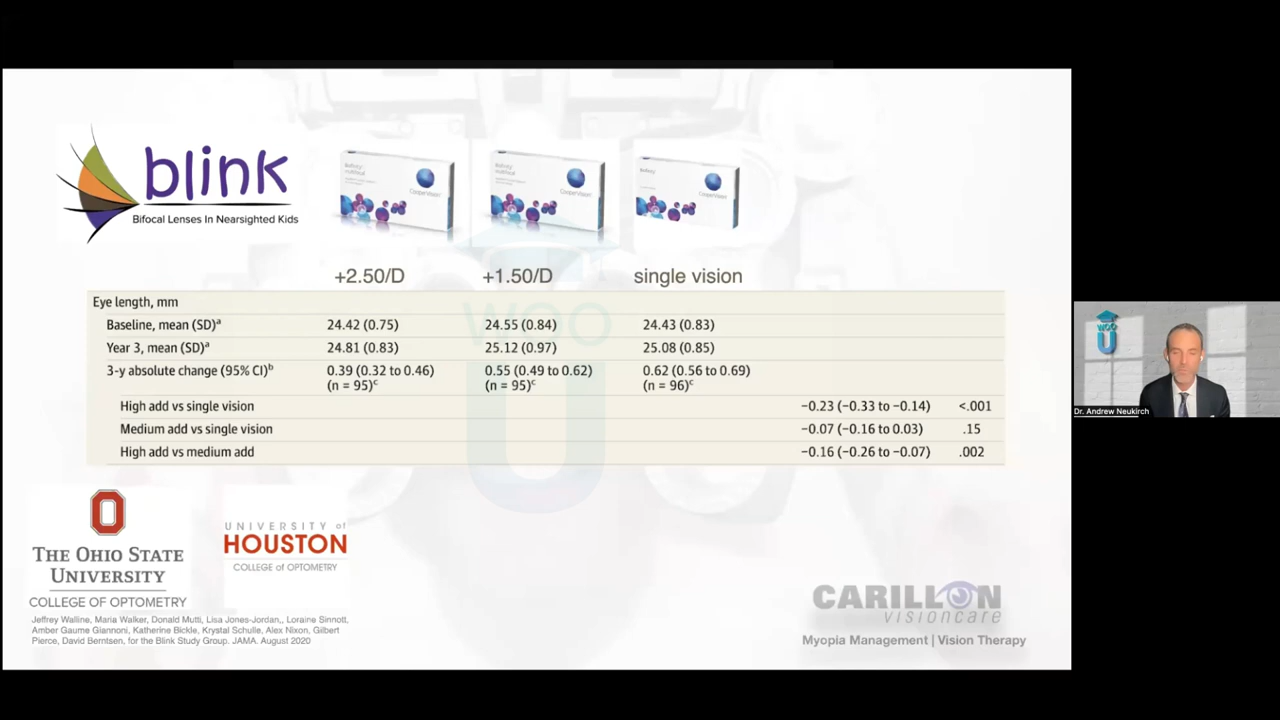 blink
Bifocal Lenses In Nearsighted Kids
CooperVision
CooperVision
CooperVision
+2.50/D +1.50/D single vision
Eye length, mm
Baseline, mean (SD)ᵃ 24.42 (0.75) 24.55 (0.84) 24.43 (0.83)
Year 3, mean (SD)ᵃ 24.81 (0.83) 25.12 (0.97) 25.08 (0.85)
3-y absolute change (95% CI)ᵇ 0.39 (0.32 to 0.46) 0.55 (0.49 to 0.62) 0.62 (0.56 to 0.69)
(n = 95)ᶜ (n = 95)ᶜ (n = 96)ᶜ
High add vs single vision −0.23 (−0.33 to −0.14) <.001
Medium add vs single vision −0.07 (−0.16 to 0.03) .15
High add vs medium add −0.16 (−0.26 to −0.07) .002
WOO
U
THE OHIO STATE
UNIVERSITY
COLLEGE OF OPTOMETRY
UNIVERSITY of
HOUSTON
COLLEGE of OPTOMETRY
Jeffrey Walline, Maria Walker, Donald Mutti, Lisa Jones-Jordan,, Loraine Sinnott,
Amber Gaume Giannoni, Katherine Bickle, Krystal Schulle, Alex Nixon, Gilbert
Pierce, David Berntsen, for the Blink Study Group. JAMA. August 2020
CARILLON
visioncare
Myopia Management | Vision Therapy
WOO
U
Dr. Andrew Neukirch